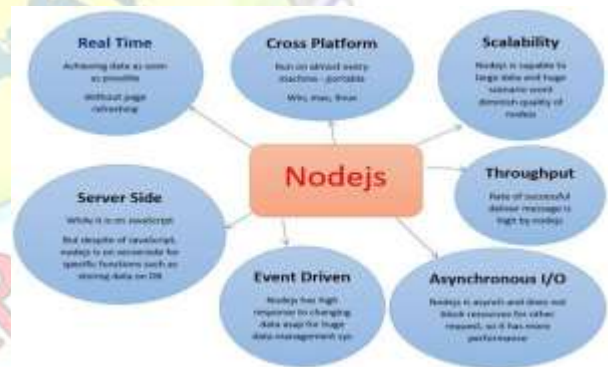 Real Time
Achieving data as soon
as possible
Without page
refreshing
Cross Platform
Run on almost every
machine - portable
Win, mac, linux
Scalability
Nodejs is capable to
large data and huge
scenario wont
diminish quality of
nodejs
Nodejs
Throughput
Rate of successful
deliver message is
high by nodejs
Server Side
While it is on JavaScript
But despite of JavaScript,
nodejs is on serverside for
specific functions such as
storing data on DB
Event Driven
Nodejs has high
response to changing
data asap for huge
data management sys
Asynchronous I/O
Nodejs is asynch and does not
block resources for other
request, so it has more
performance